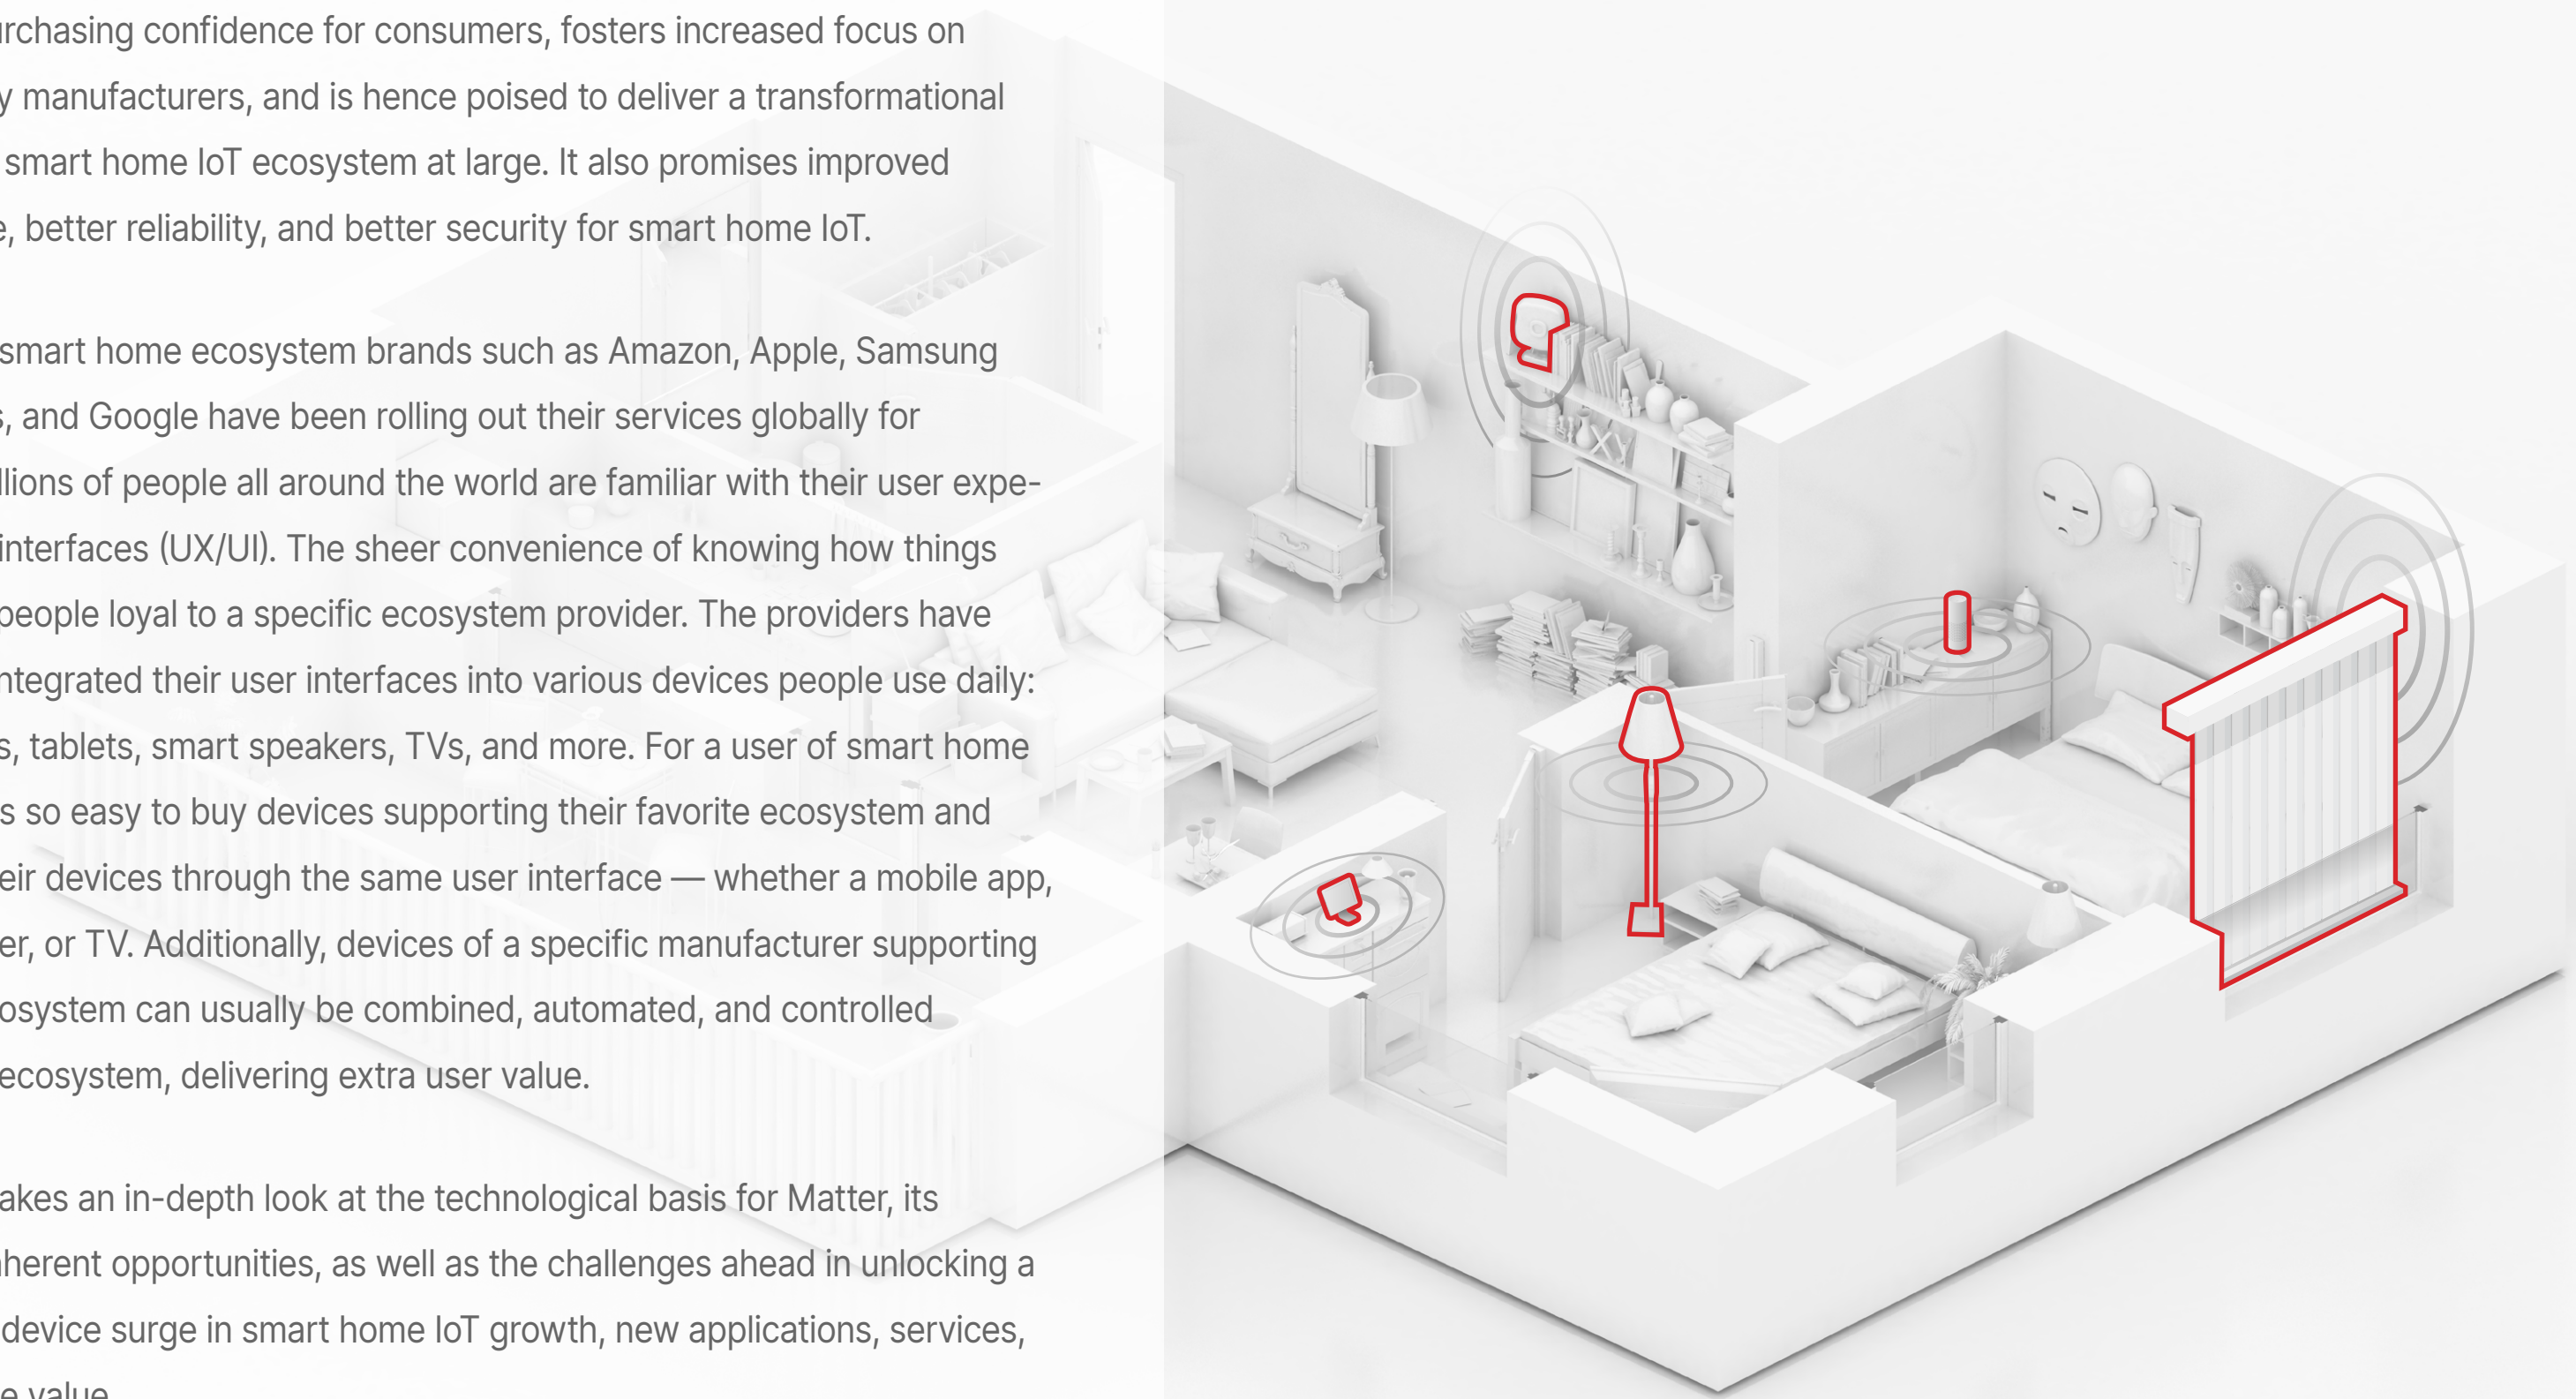 rchasing confidence for consumers, fosters increased focus on
y manufacturers, and is hence poised to deliver a transformational
smart home IoT ecosystem at large. It also promises improved
e, better reliability, and better security for smart home IoT.
smart home ecosystem brands such as Amazon, Apple, Samsung
s, and Google have been rolling out their services globally for
llions of people all around the world are familiar with their user expe-
interfaces (UX/UI). The sheer convenience of knowing how things
people loyal to a specific ecosystem provider. The providers have
ntegrated their user interfaces into various devices people use daily:
s, tablets, smart speakers, TVs, and more. For a user of smart home
s so easy to buy devices supporting their favorite ecosystem and
eir devices through the same user interface — whether a mobile app,
er, or TV. Additionally, devices of a specific manufacturer supporting
osystem can usually be combined, automated, and controlled
ecosystem, delivering extra user value.
akes an in-depth look at the technological basis for Matter, its
nherent opportunities, as well as the challenges ahead in unlocking a
device surge in smart home IoT growth, new applications, services,
e value